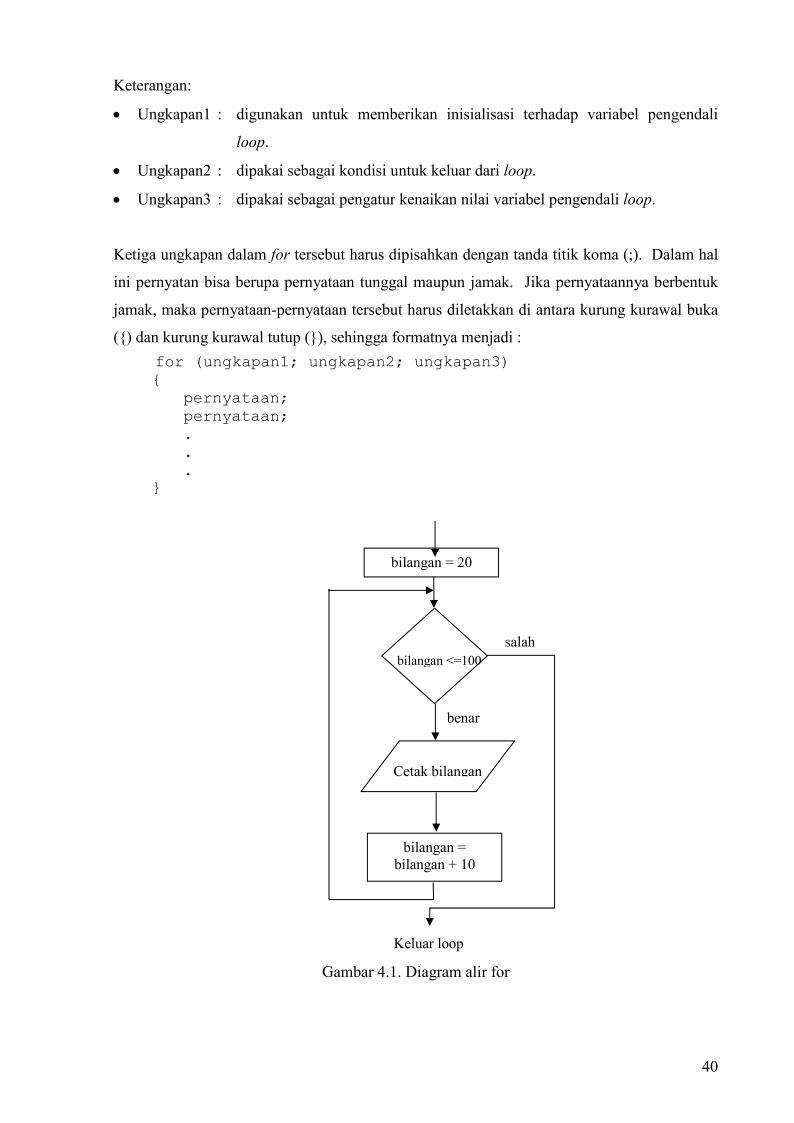 Keterangan:
• Ungkapan1 : digunakan untuk memberikan inisialisasi terhadap variabel pengendali
loop.
• Ungkapan2 : dipakai sebagai kondisi untuk keluar dari loop.
• Ungkapan3 : dipakai sebagai pengatur kenaikan nilai variabel pengendali loop.
Ketiga ungkapan dalam for tersebut harus dipisahkan dengan tanda titik koma (;). Dalam hal
ini pernyatan bisa berupa pernyataan tunggal maupun jamak. Jika pernyataannya berbentuk
jamak, maka pernyataan-pernyataan tersebut harus diletakkan di antara kurung kurawal buka
({) dan kurung kurawal tutup (}), sehingga formatnya menjadi :
for (ungkapan1; ungkapan2; ungkapan3)
{
pernyataan;
pernyataan;
.
.
.
}
bilangan = 20
salah
bilangan <=100
benar
Cetak bilangan
bilangan =
bilangan + 10
Keluar loop
Gambar 4.1. Diagram alir for
40